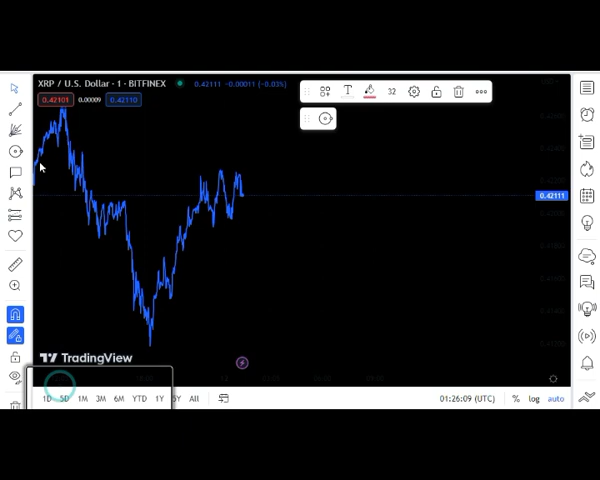 XRP / U.S. Dollar · 1 · BITFINEX 0.42111 -0.00011 (-0.03%)
0.42101 0.00009 0.42110
T 32
0.42111
TradingView
1D 5D 1M 3M 6M YTD 1Y 5Y All 01:26:09 (UTC) % log auto